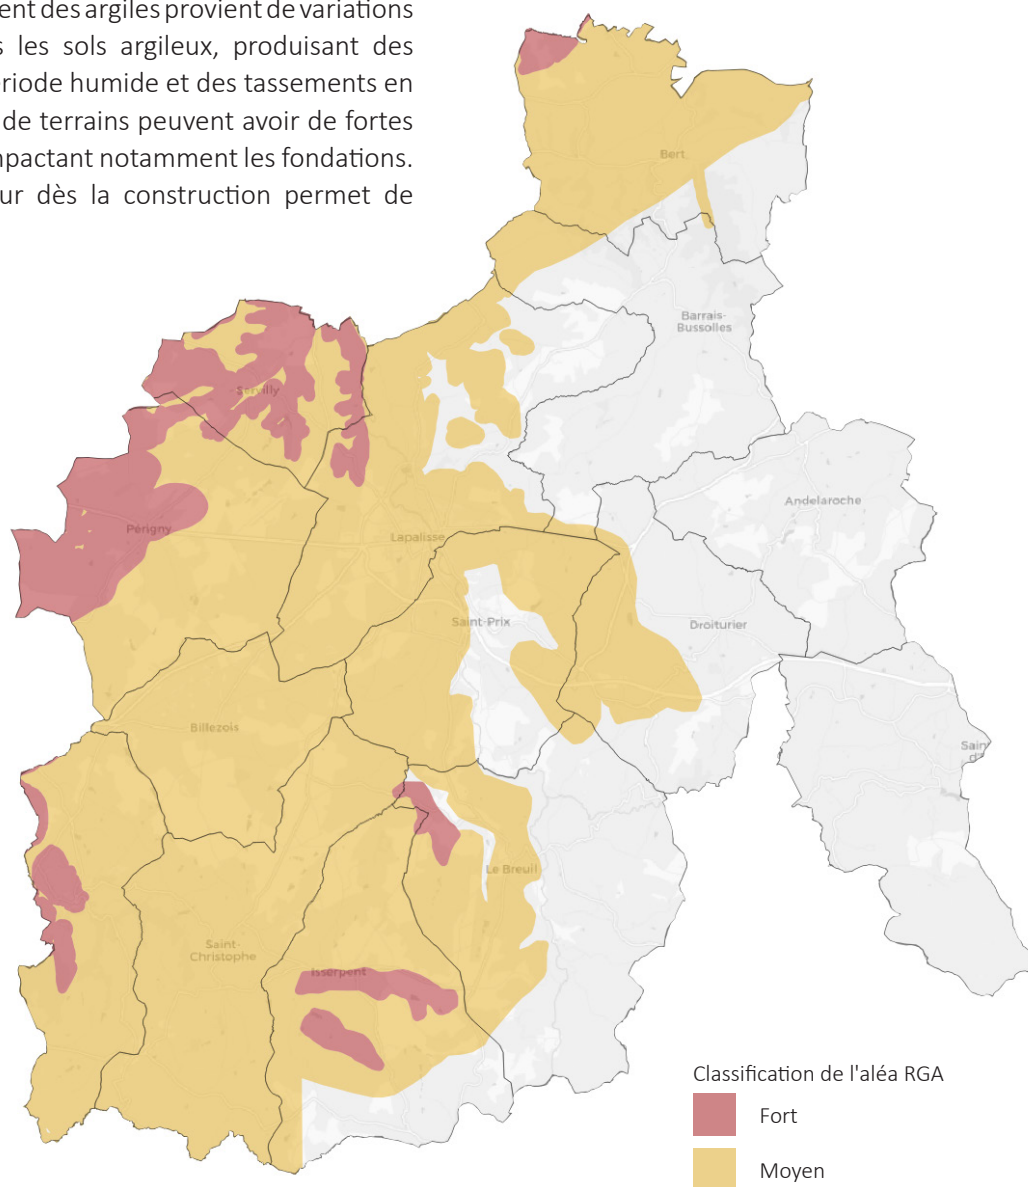 ent des argiles provient de variations
les sols argileux, produisant des
riode humide et des tassements en
de terrains peuvent avoir de fortes
mpactant notamment les fondations.
ur dès la construction permet de
Bert
Barrais-
Bussolles
Servilly
Andelaroche
Périgny
Lapalisse
Saint-Prix
Droiturier
Billezois
Sain
d'
Le Breuil
Saint-
Christophe
Isserpent
Classification de l'aléa RGA
Fort
Moyen